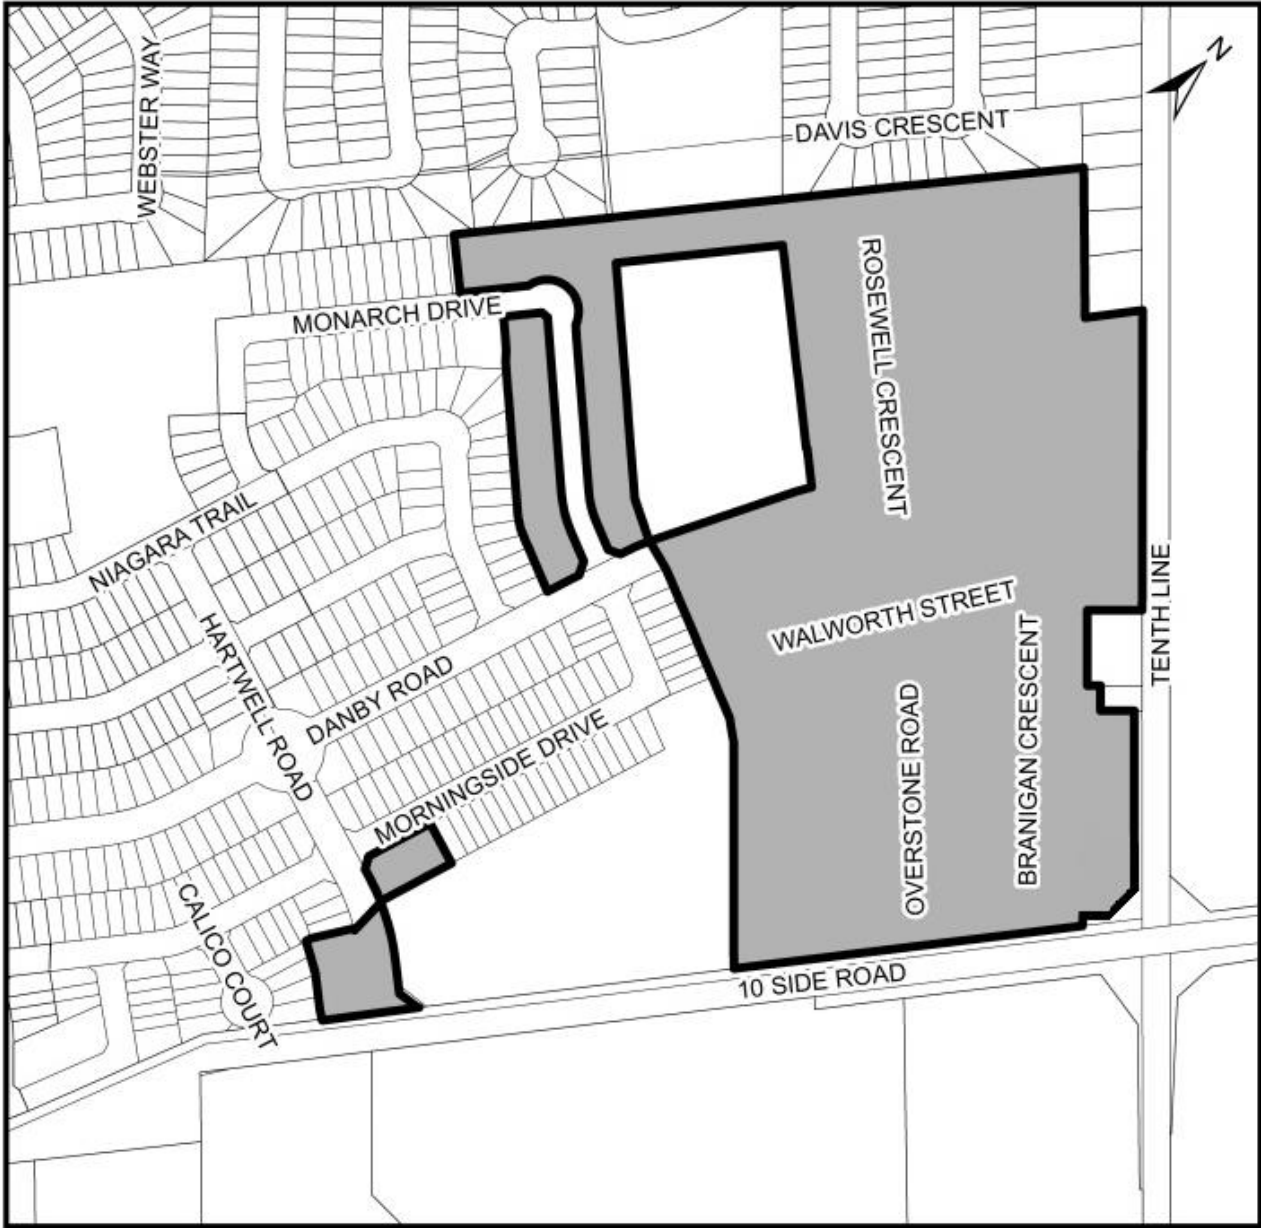 N
WEBSTER WAY
DAVIS CRESCENT
MONARCH DRIVE
ROSEWELL CRESCENT
NIAGARA TRAIL
WALWORTH STREET
TENTH LINE
HARTWELL ROAD
DANBY ROAD
MORNINGSIDE DRIVE
OVERSTONE ROAD
BRANIGAN CRESCENT
CALICO COURT
10 SIDE ROAD